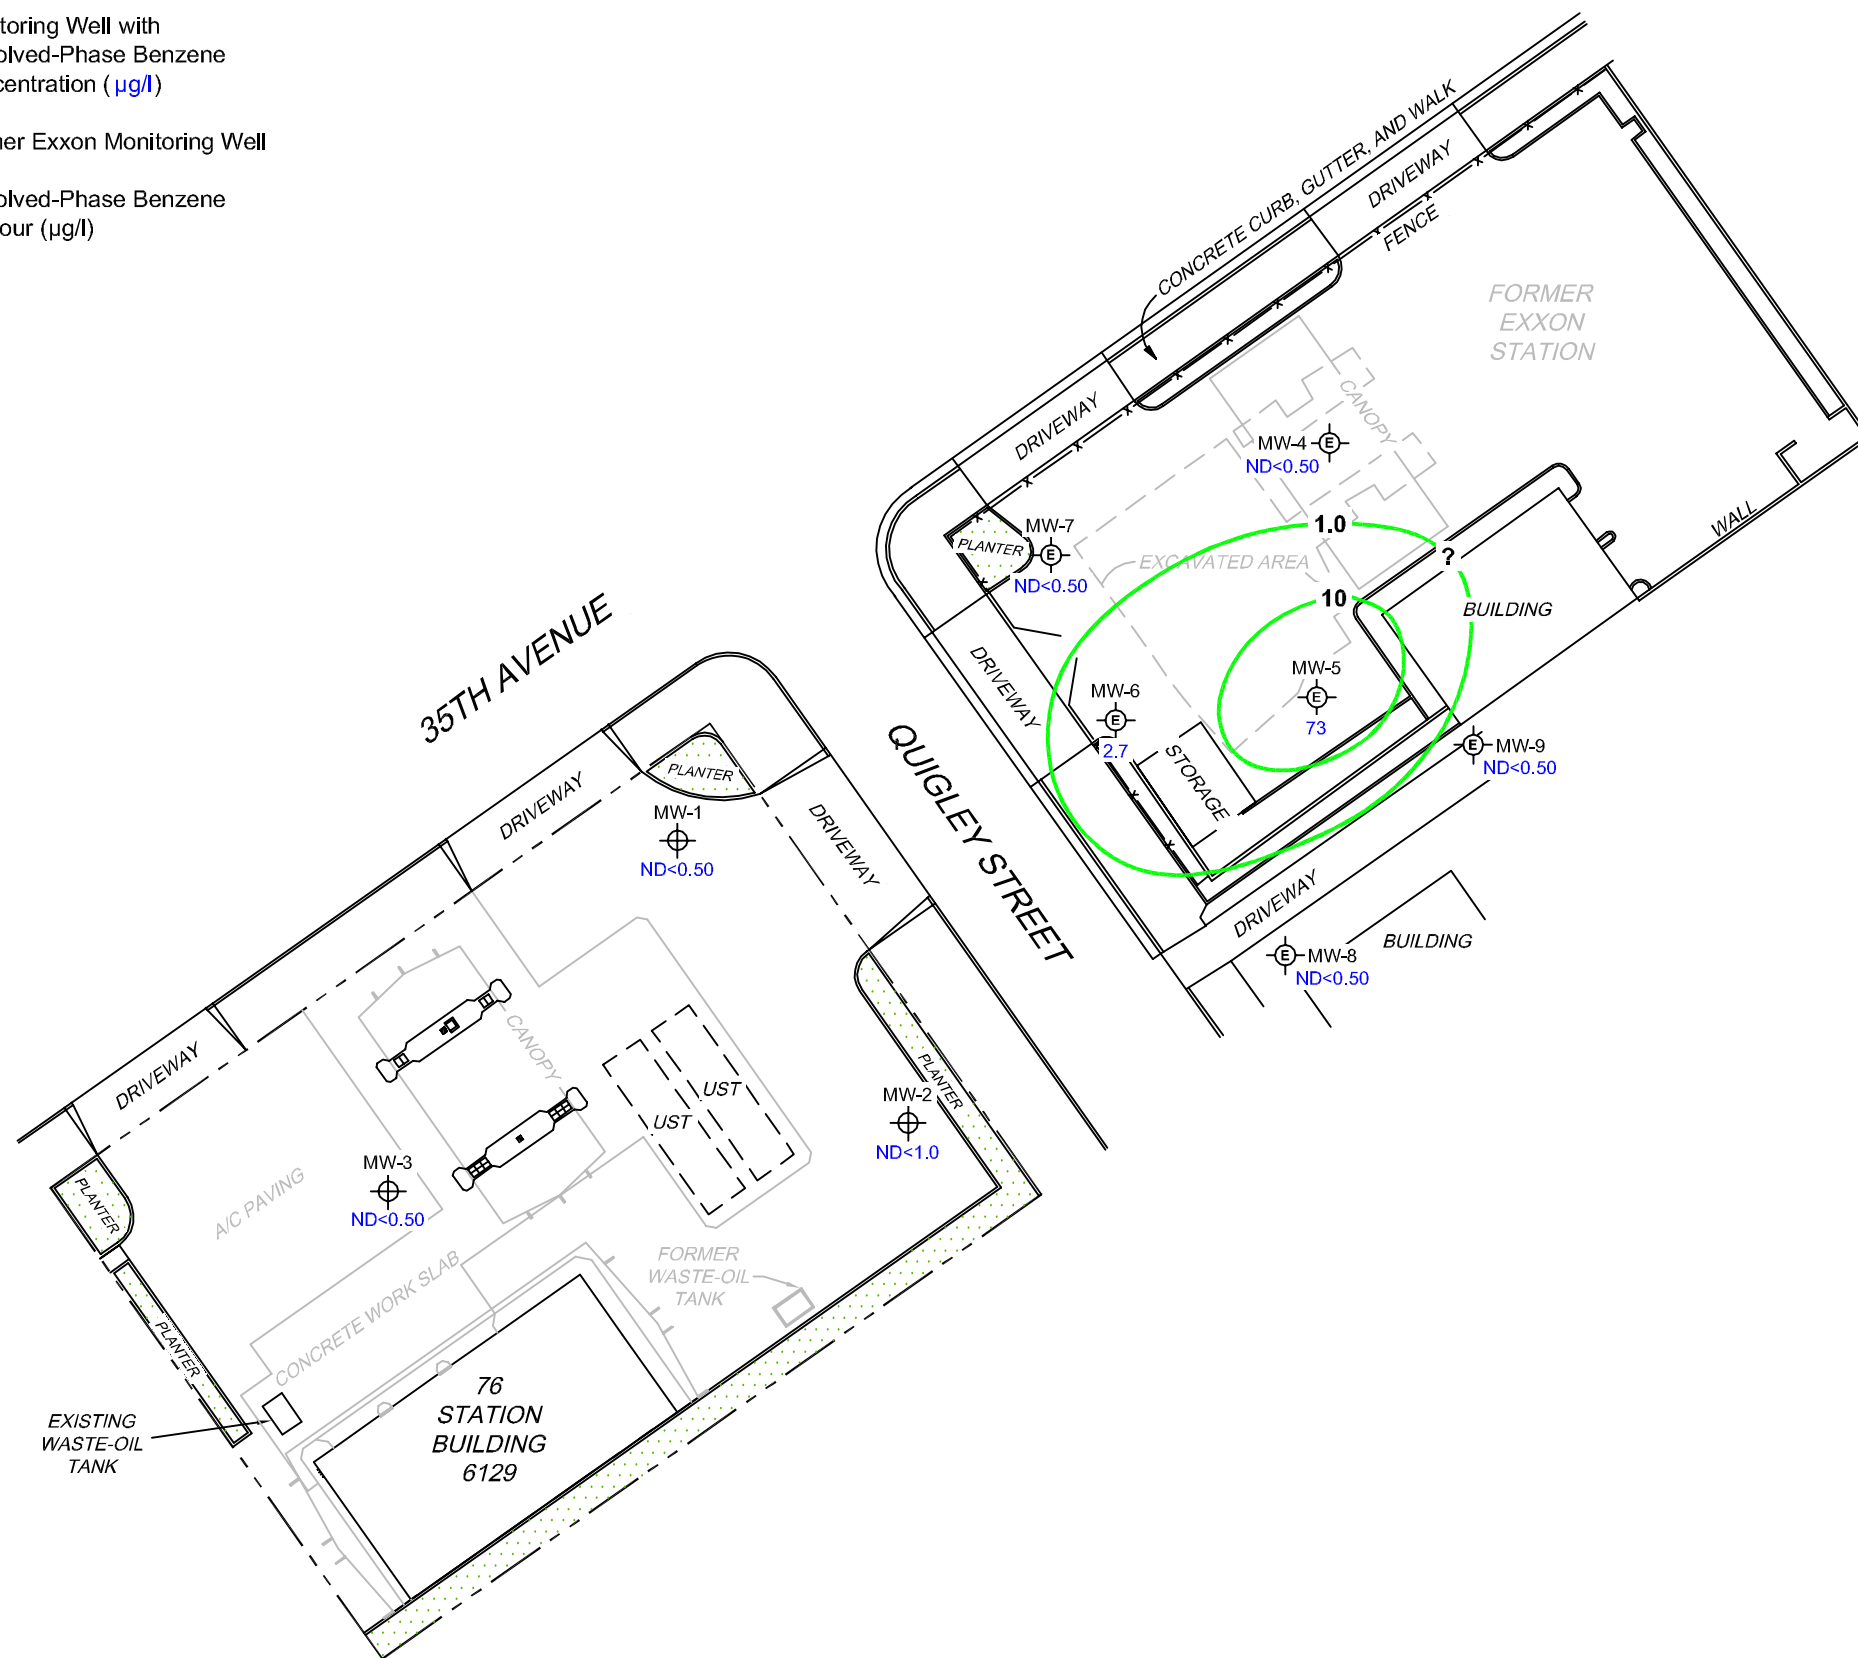 toring Well with
olved-Phase Benzene
centration (µg/l)
ner Exxon Monitoring Well
olved-Phase Benzene
our (µg/l)
CONCRETE CURB, GUTTER, AND WALK
DRIVEWAY
FENCE
FORMER
EXXON
STATION
CANOPY
DRIVEWAY
MW-4
ND<0.50
WALL
MW-7
PLANTER
ND<0.50
1.0
?
EXCAVATED AREA
10
BUILDING
DRIVEWAY
MW-5
73
MW-6
2.7
STORAGE
MW-9
ND<0.50
35TH AVENUE
QUIGLEY STREET
PLANTER
DRIVEWAY
MW-1
ND<0.50
DRIVEWAY
DRIVEWAY
BUILDING
MW-8
ND<0.50
CANOPY
DRIVEWAY
UST
UST
MW-2
ND<1.0
PLANTER
MW-3
ND<0.50
A/C PAVING
PLANTER
FORMER
WASTE-OIL
TANK
CONCRETE WORK SLAB
PLANTER
76
STATION
BUILDING
6129
EXISTING
WASTE-OIL
TANK
E
E
E
E
E
E